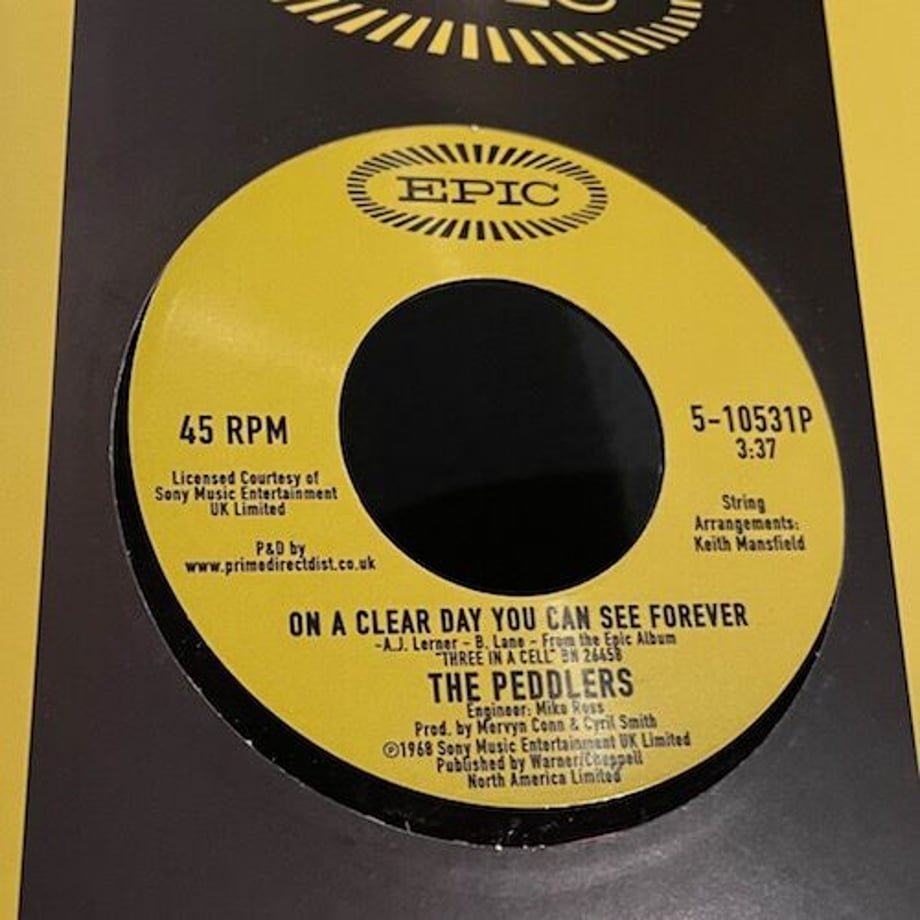 EPIC
45 RPM
Licensed Courtesy of
Sony Music Entertainment
UK Limited
P&D by
www.primedirectdist.co.uk
5-10531P
3:37
String
Arrangements:
Keith Mansfield
ON A CLEAR DAY YOU CAN SEE FOREVER
-A.J. Lerner - B. Lane - From the Epic Album
"THREE IN A CELL" BN 26458
THE PEDDLERS
Engineer: Mike Ross
Prod. by Mervyn Conn & Cyril Smith
℗1968 Sony Music Entertainment UK Limited
Published by Warner/Chappell
North America Limited